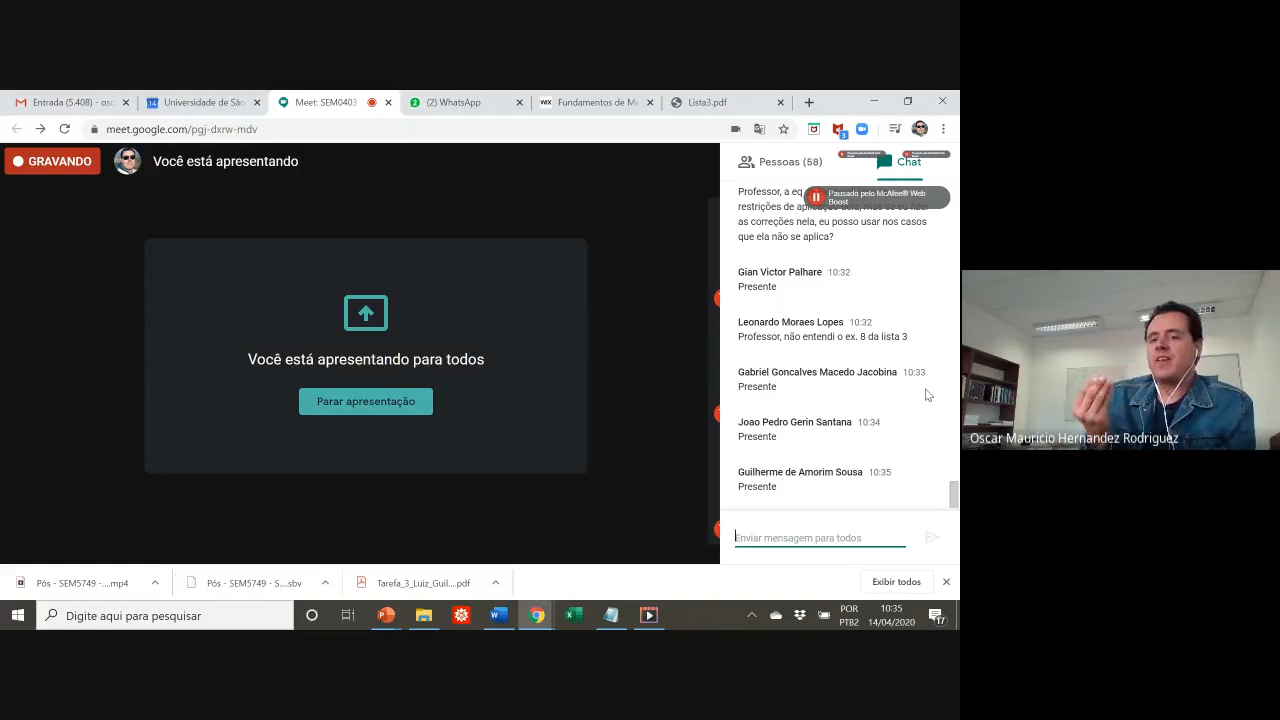 Entrada (5.408) - osc
Universidade de São
Meet: SEM0403
(2) WhatsApp
Fundamentos de Me
Lista3.pdf
meet.google.com/pgj-dxrw-mdv
3
GRAVANDO
Você está apresentando
Pessoas (58)
Chat
Pausado pelo McAfee® Web
Boost
Professor, a eq
restrições de
as correções nela, eu posso usar nos casos
que ela não se aplica?
Gian Victor Palhare 10:32
Presente
Leonardo Moraes Lopes 10:32
Professor, não entendi o ex. 8 da lista 3
Gabriel Goncalves Macedo Jacobina 10:33
Presente
Joao Pedro Gerin Santana 10:34
Presente
Guilherme de Amorim Sousa 10:35
Presente
Enviar mensagem para todos
Você está apresentando para todos
Parar apresentação
Oscar Mauricio Hernandez Rodriguez
Pós - SEM5749 -....mp4
Pós - SEM5749 - S....sbv
Tarefa_3_Luiz_Guil....pdf
Exibir todos
Digite aqui para pesquisar
POR
PTB2
10:35
14/04/2020
17